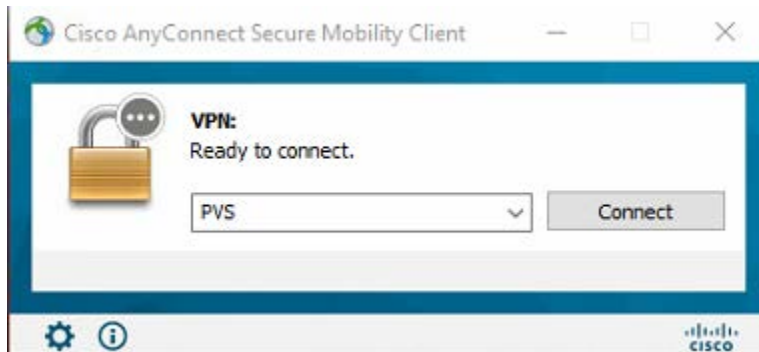 Cisco AnyConnect Secure Mobility Client
VPN:
Ready to connect.
PVS
Connect
CISCO